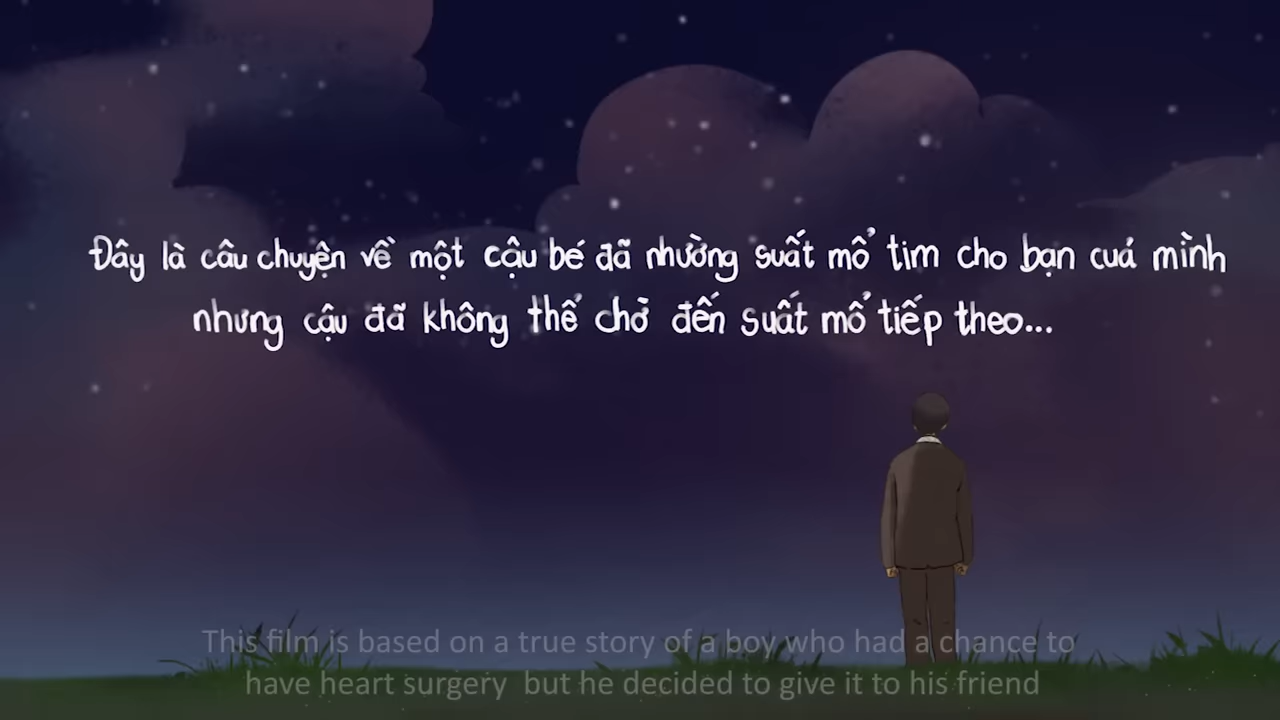 Đây là câu chuyện về một cậu bé đã nhường suất mổ tim cho bạn cuả mình
nhưng cậu đã không thể chờ đến suất mổ tiếp theo...
This film is based on a true story of a boy who had a chance to
have heart surgery but he decided to give it to his friend